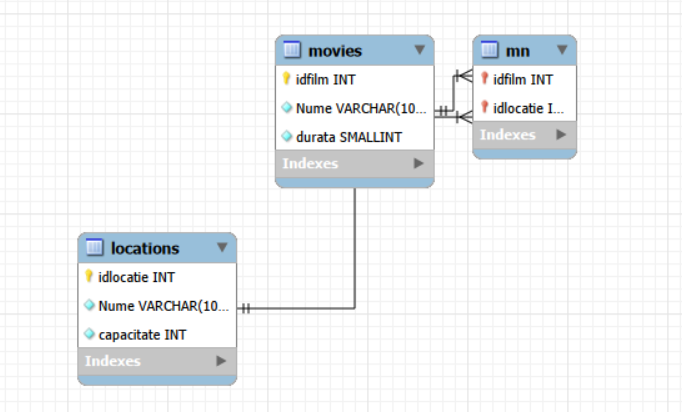 movies
idfilm INT
Nume VARCHAR(10...
durata SMALLINT
Indexes
mn
idfilm INT
idlocatie I...
Indexes
locations
idlocatie INT
Nume VARCHAR(10...
capacitate INT
Indexes